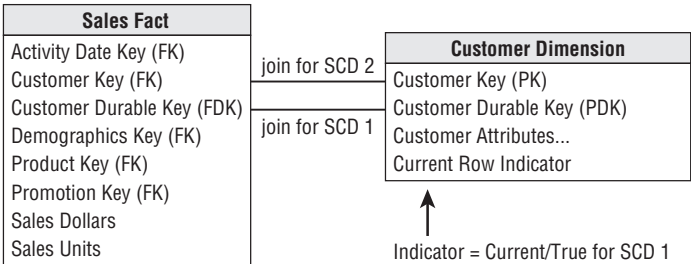 Sales Fact
Activity Date Key (FK)
Customer Key (FK)
Customer Durable Key (FDK)
Demographics Key (FK)
Product Key (FK)
Promotion Key (FK)
Sales Dollars
Sales Units
join for SCD 2
join for SCD 1
Customer Dimension
Customer Key (PK)
Customer Durable Key (PDK)
Customer Attributes...
Current Row Indicator
Indicator = Current/True for SCD 1